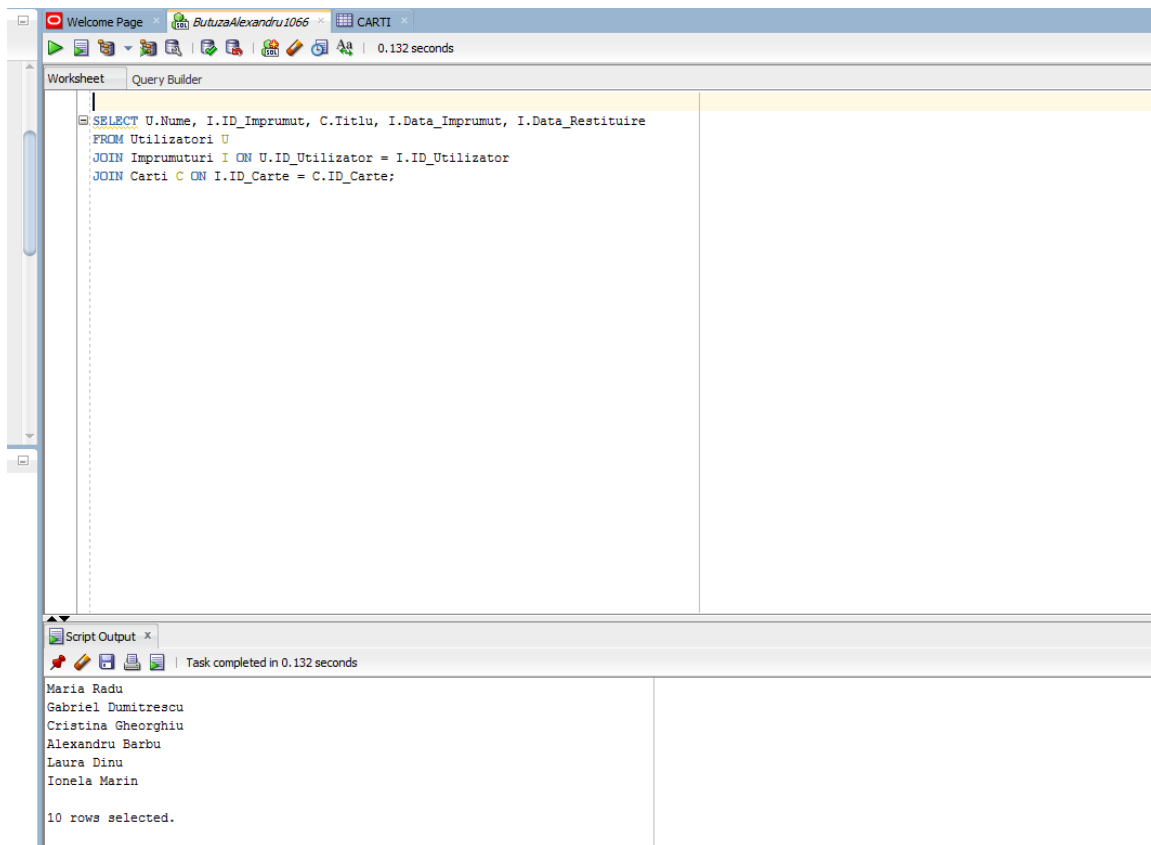 Welcome Page ButuzaAlexandru1066 CARTI
0.132 seconds
Worksheet Query Builder
SELECT U.Nume, I.ID_Imprumut, C.Titlu, I.Data_Imprumut, I.Data_Restituire
FROM Utilizatori U
JOIN Imprumuturi I ON U.ID_Utilizator = I.ID_Utilizator
JOIN Carti C ON I.ID_Carte = C.ID_Carte;
Script Output x
Task completed in 0.132 seconds
Maria Radu
Gabriel Dumitrescu
Cristina Gheorghiu
Alexandru Barbu
Laura Dinu
Ionela Marin
10 rows selected.